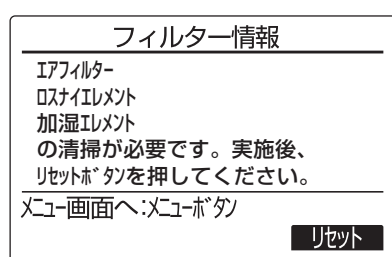 フィルター情報
エアフィルター
ロスナイエレメント
加湿エレメント
の清掃が必要です。実施後、
リセットボタンを押してください。
メニュー画面へ:メニューボタン
リセット